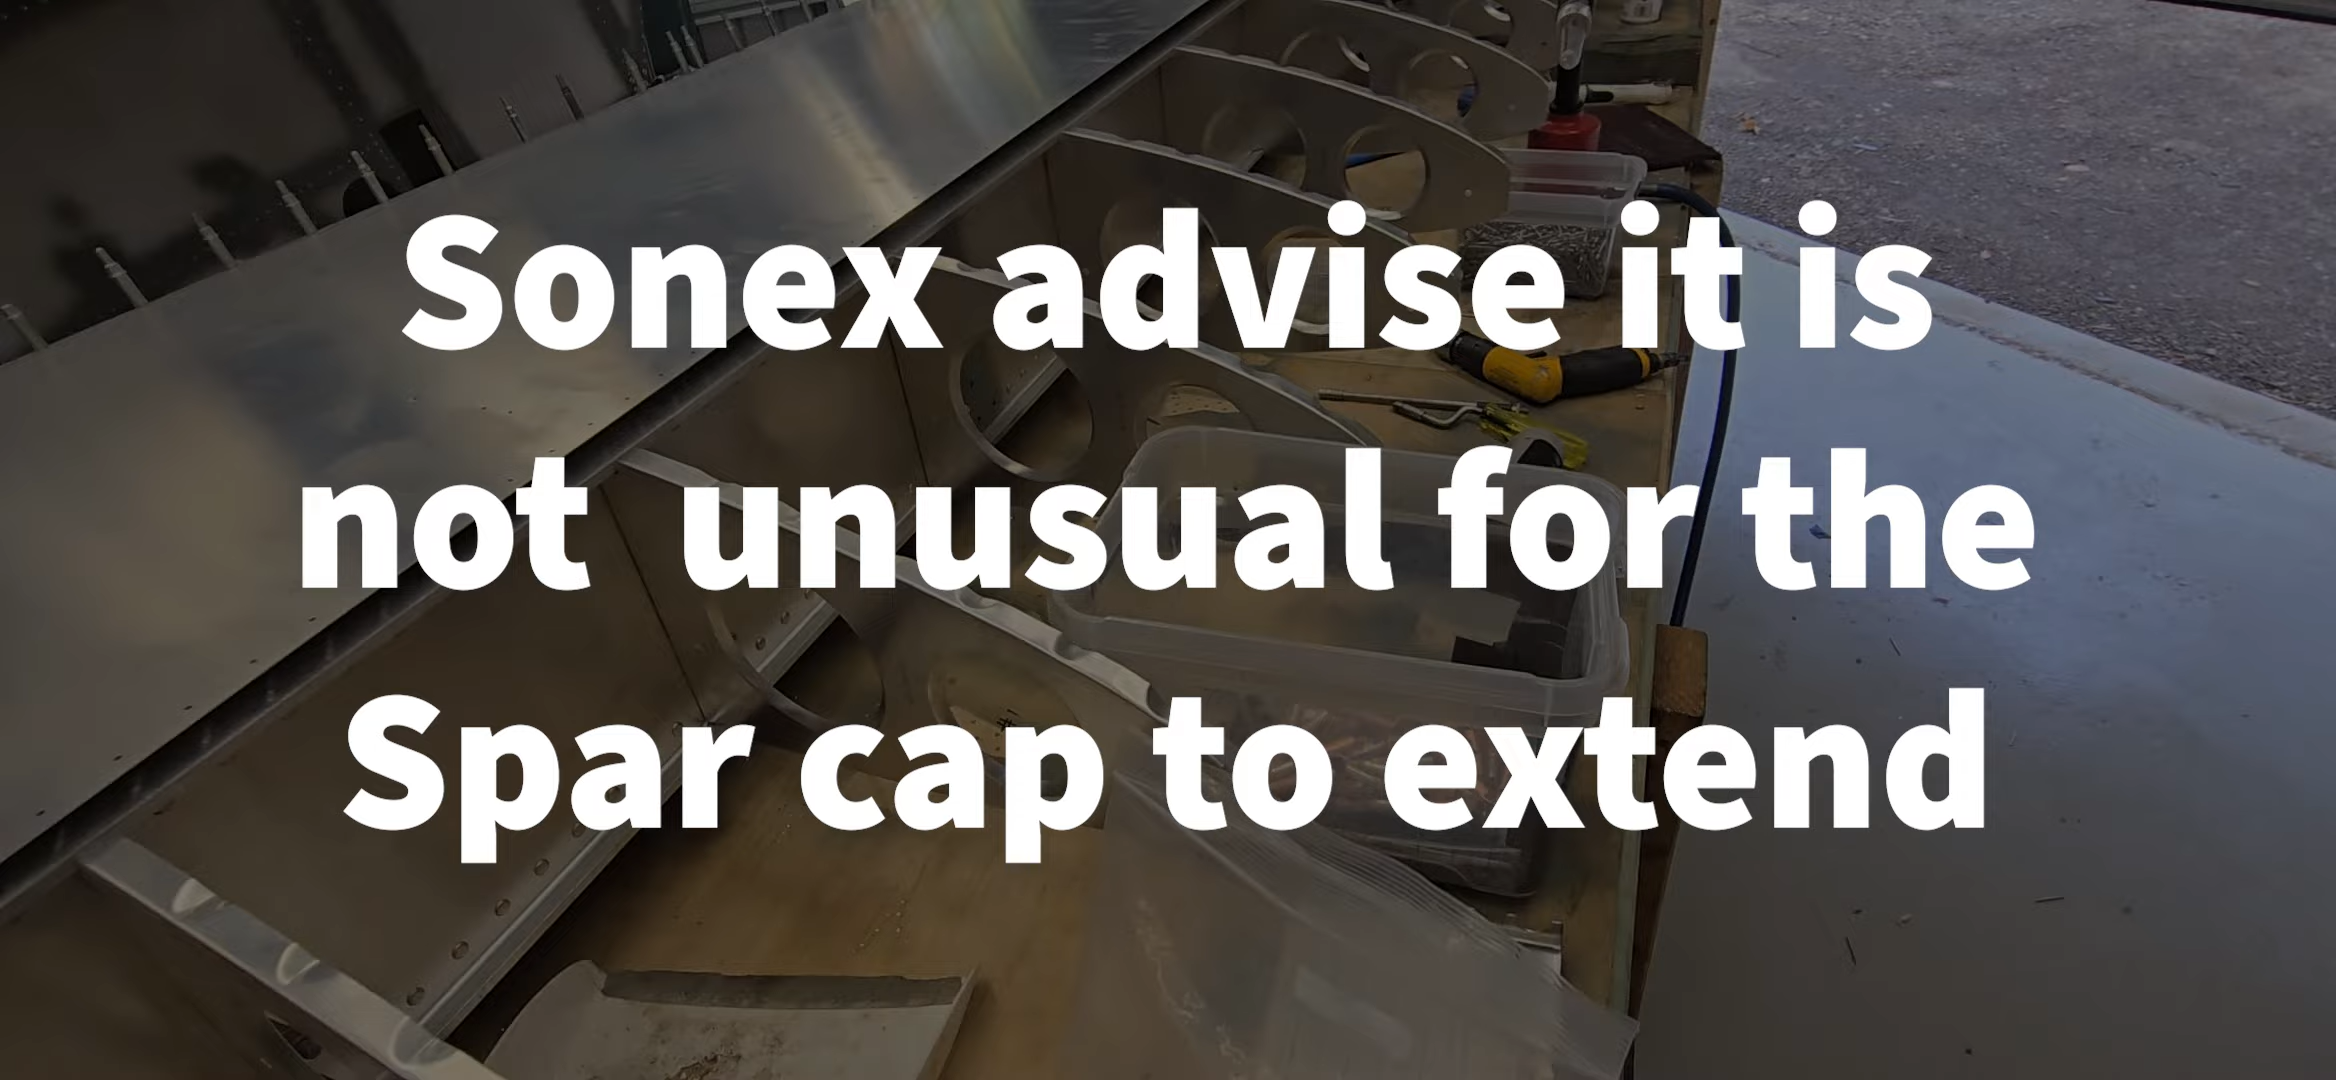 Sonex advise it is
not  unusual for the
Spar cap to extend